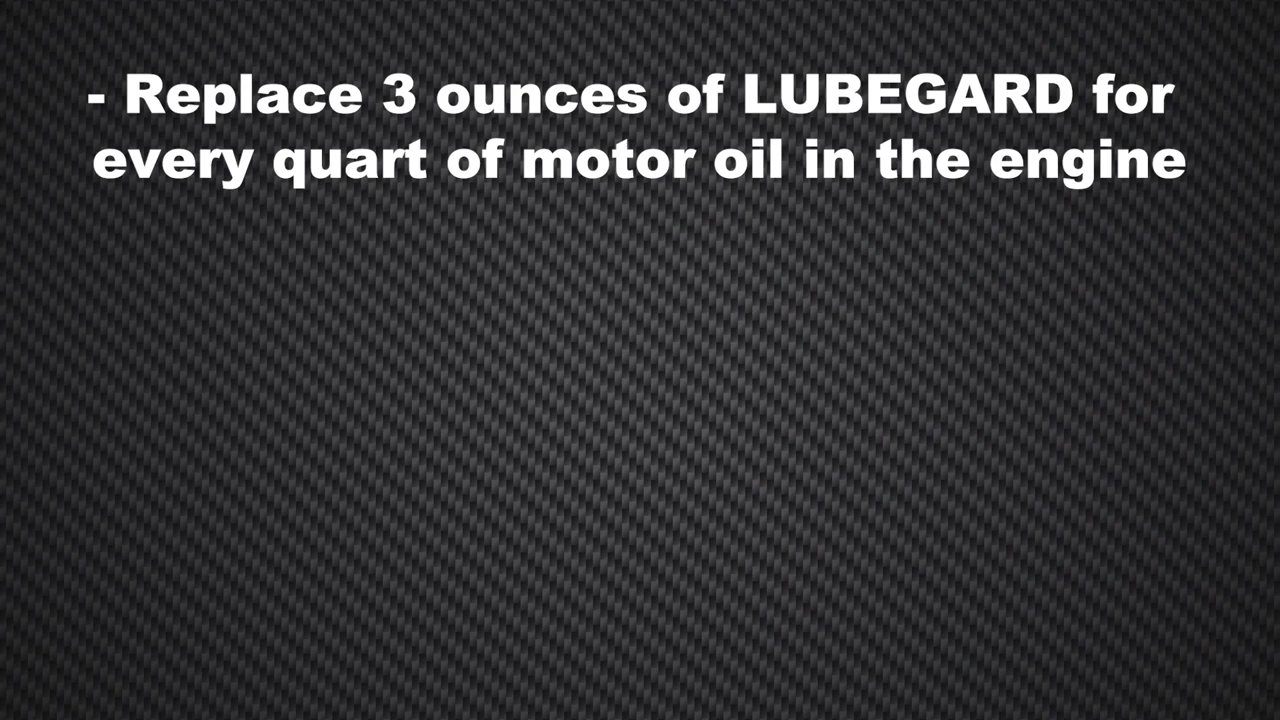 - Replace 3 ounces of LUBEGARD for
every quart of motor oil in the engine